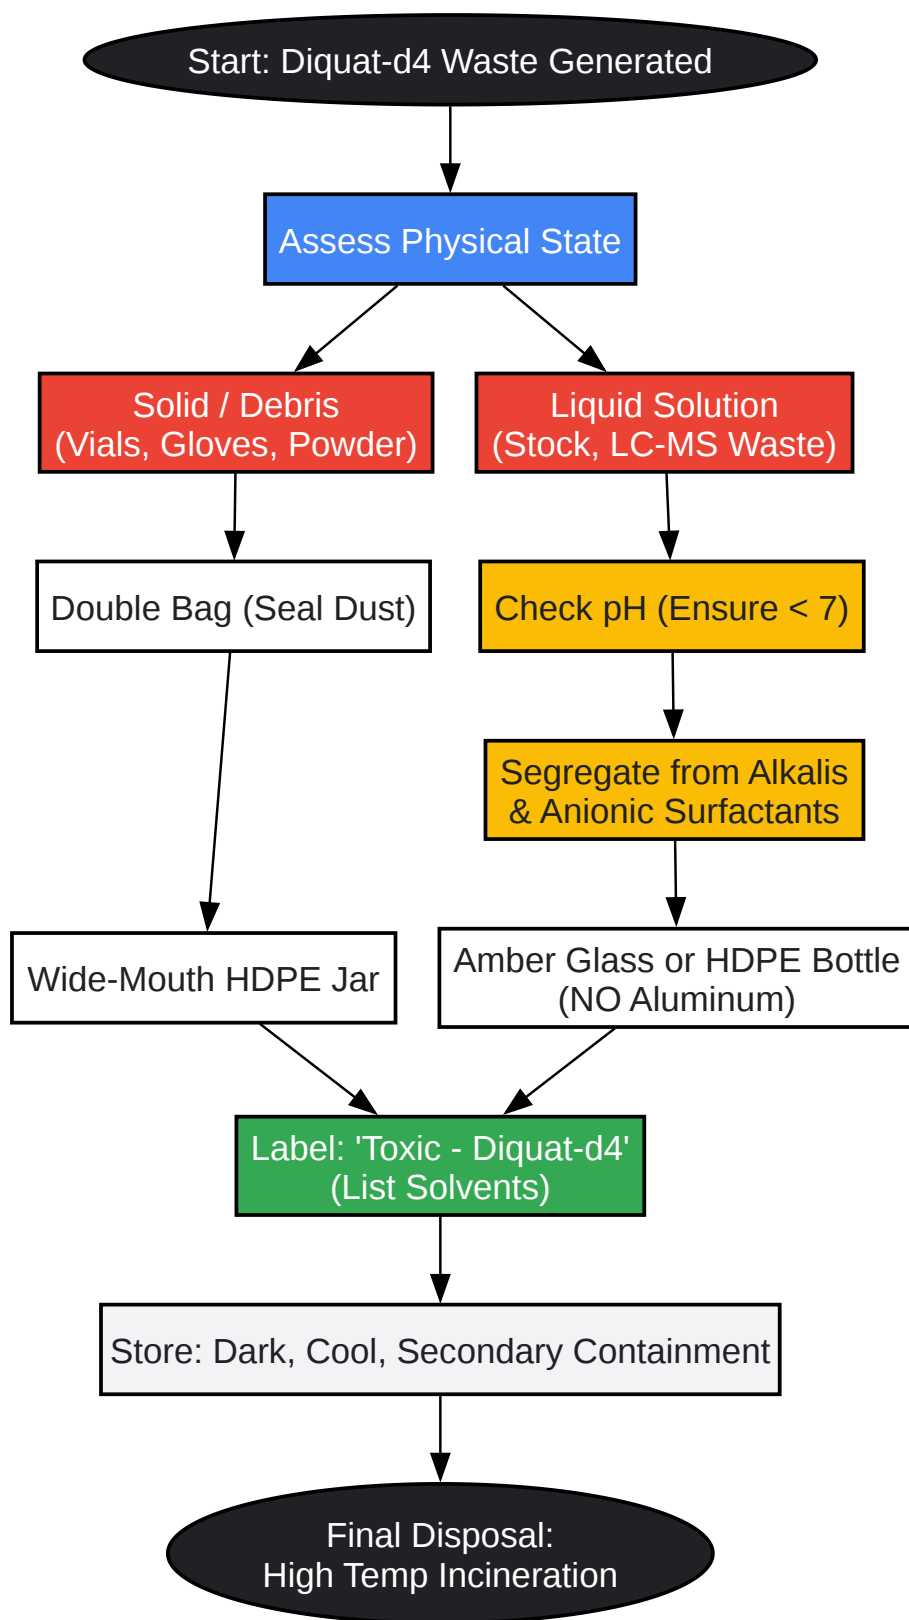 Start: Diquat-d4 Waste Generated
Assess Physical State
Solid / Debris
(Vials, Gloves, Powder)
Liquid Solution
(Stock, LC-MS Waste)
Double Bag (Seal Dust)
Check pH (Ensure < 7)
Segregate from Alkalis
& Anionic Surfactants
Wide-Mouth HDPE Jar
Amber Glass or HDPE Bottle
(NO Aluminum)
Label: 'Toxic - Diquat-d4'
(List Solvents)
Store: Dark, Cool, Secondary Containment
Final Disposal:
High Temp Incineration